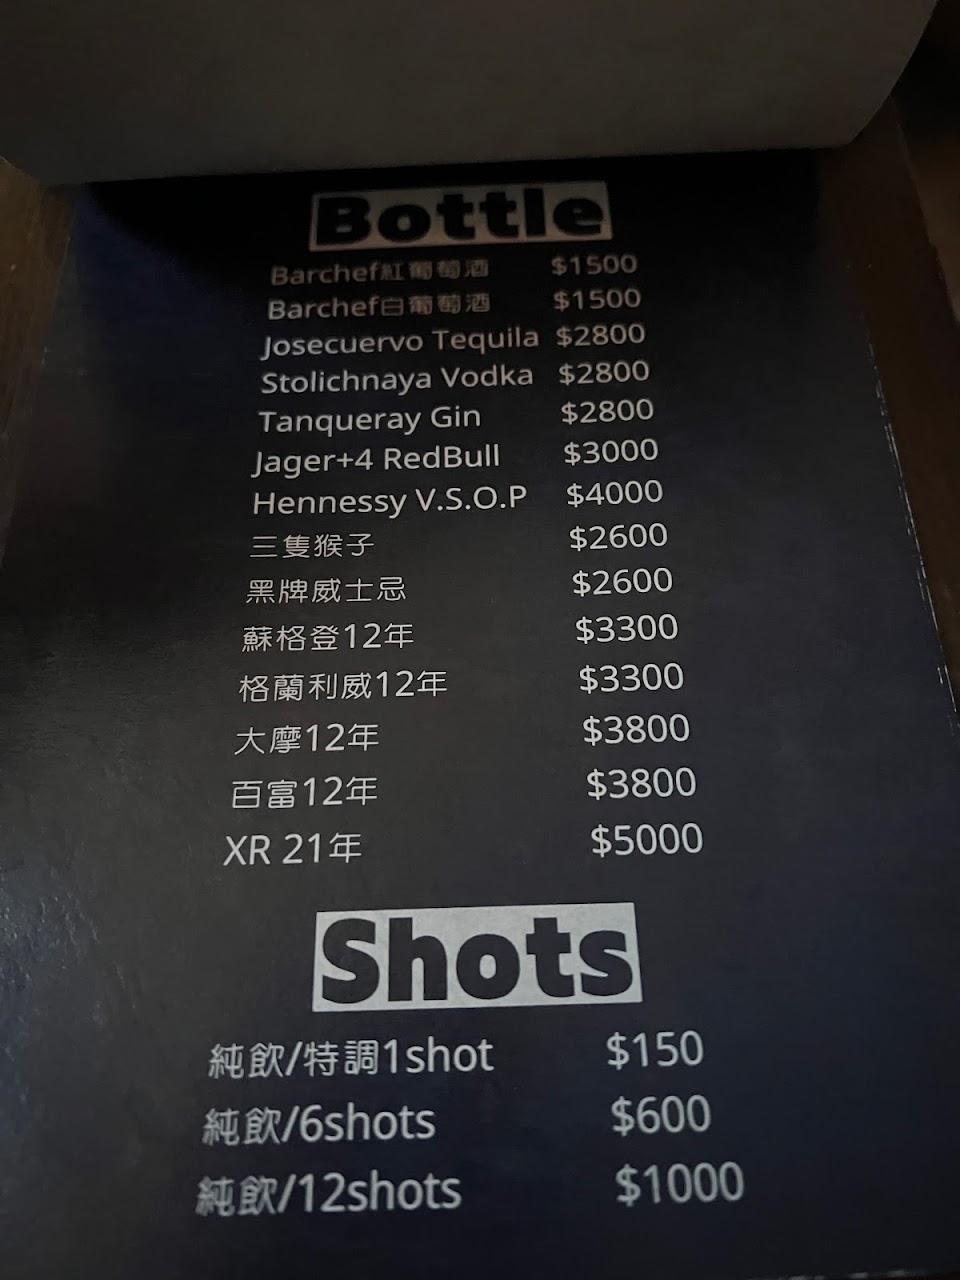 Bottle
Barchef紅葡萄酒 $1500
Barchef白葡萄酒 $1500
Josecuervo Tequila $2800
Stolichnaya Vodka $2800
Tanqueray Gin $2800
Jager+4 RedBull $3000
Hennessy V.S.O.P $4000
三隻猴子 $2600
黑牌威士忌 $2600
蘇格登12年 $3300
格蘭利威12年 $3300
大摩12年 $3800
百富12年 $3800
XR 21年 $5000
Shots
純飲/特調1shot $150
純飲/6shots $600
純飲/12shots $1000